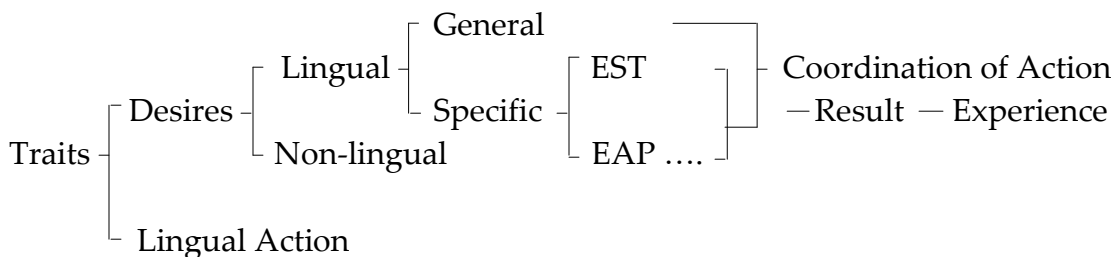 General
Lingual EST Coordination of Action
Desires Specific — Result — Experience
Traits Non-lingual EAP ....
Lingual Action